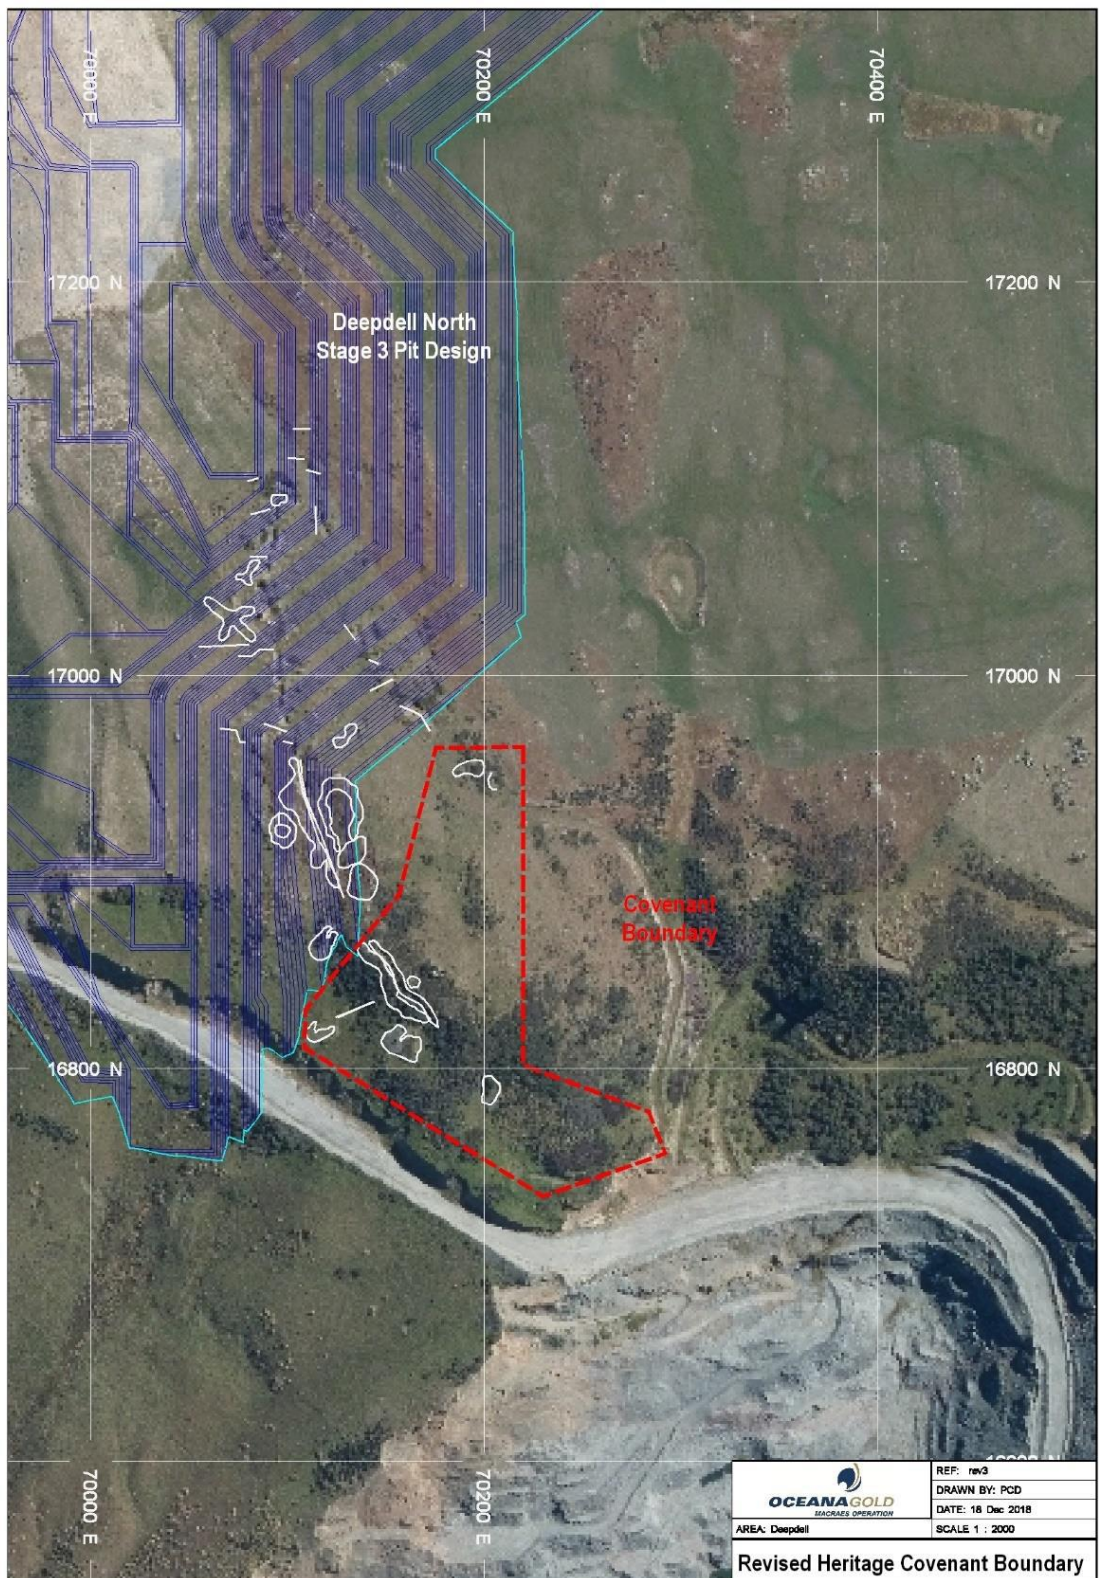 70000 E
70200 E
70400 E
17200 N
17200 N
Deepdell North
Stage 3 Pit Design
17000 N
17000 N
Covenant
Boundary
16800 N
16800 N
70000 E
70200 E
OCEANAGOLD
MACRAES OPERATION
AREA: Deepdell
REF: rev3
DRAWN BY: PCD
DATE: 18 Dec 2018
SCALE 1 : 2000
Revised Heritage Covenant Boundary